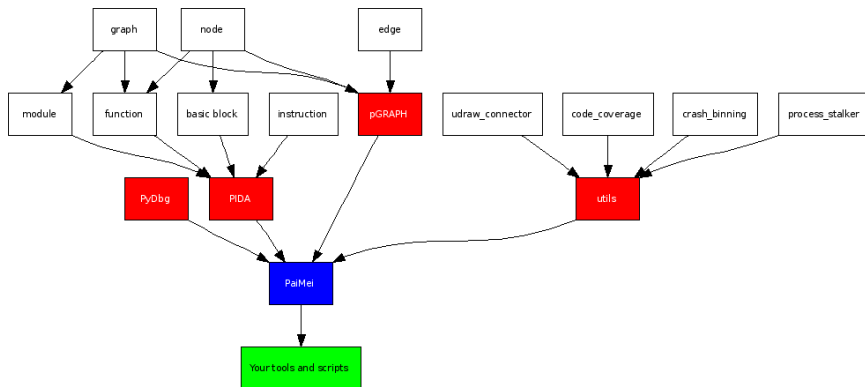 graph
node
edge
module
function
basic block
instruction
pGRAPH
udraw_connector
code_coverage
crash_binning
process_stalker
PyDbg
PIDA
utils
PaiMei
Your tools and scripts